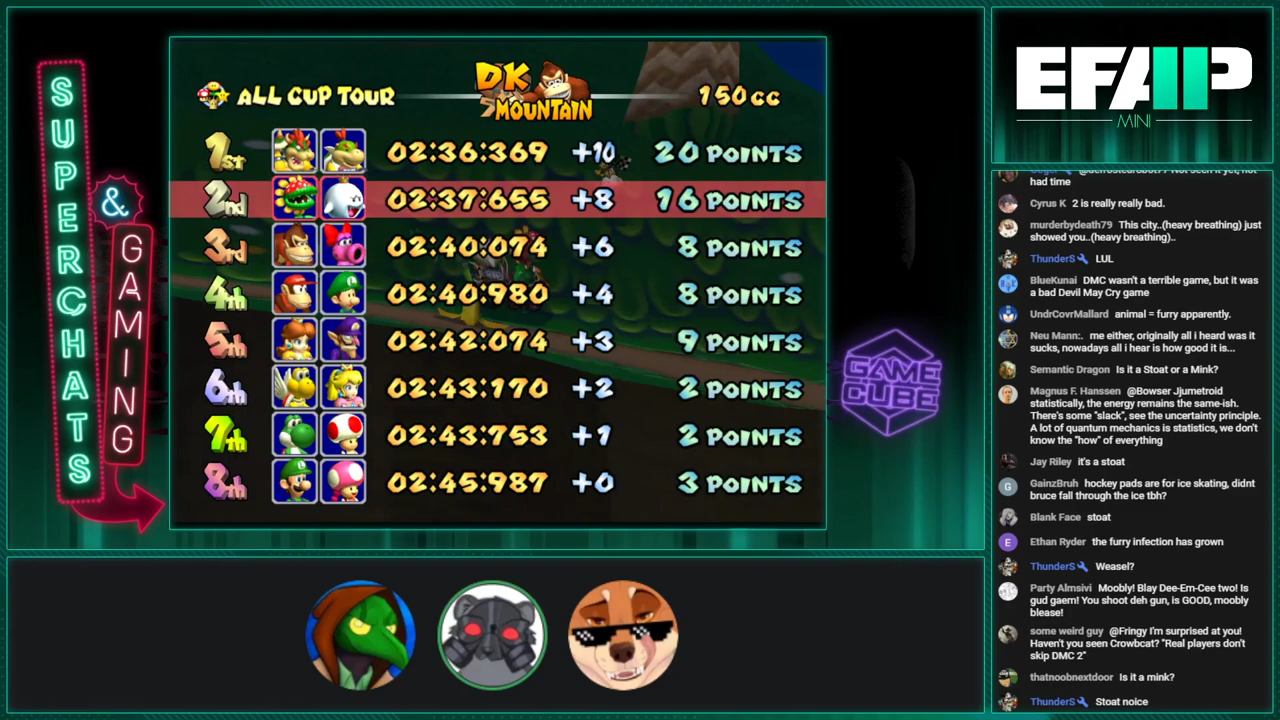 SUPERCHATS
&
GAMING
ALL CUP TOUR
DK
MOUNTAIN
150cc
1st 02:36:369 +10 20 POINTS
2nd 02:37:655 +8 16 POINTS
3rd 02:40:074 +6 8 POINTS
4th 02:40:980 +4 8 POINTS
5th 02:42:074 +3 9 POINTS
6th 02:43:170 +2 2 POINTS
7th 02:43:753 +1 2 POINTS
8th 02:45:987 +0 3 POINTS
GAME
CUBE
EFAP
MINI
had time
Cyrus K 2 is really really bad.
murderbydeath79 This city..(heavy breathing) just
showed you..(heavy breathing)..
ThunderS LUL
BlueKunai DMC wasn't a terrible game, but it was
a bad Devil May Cry game
UndrCovrMallard animal = furry apparently.
Neu Mann:. me either, originally all i heard was it
sucks, nowadays all i hear is how good it is...
Semantic Dragon Is it a Stoat or a Mink?
Magnus F. Hanssen @Bowser Jjumetroid
statistically, the energy remains the same-ish.
There's some "slack", see the uncertainty principle.
A lot of quantum mechanics is statistics, we don't
know the "how" of everything
Jay Riley it's a stoat
GainzBruh hockey pads are for ice skating, didnt
bruce fall through the ice tbh?
Blank Face stoat
E
Ethan Ryder the furry infection has grown
ThunderS Weasel?
Party Almsivi Moobly! Blay Dee-Em-Cee two! Is
gud gaem! You shoot deh gun, is GOOD, moobly
blease!
some weird guy @Fringy I'm surprised at you!
Haven't you seen Crowbcat? "Real players don't
skip DMC 2"
thatnoobnextdoor Is it a mink?
ThunderS Stoat noice